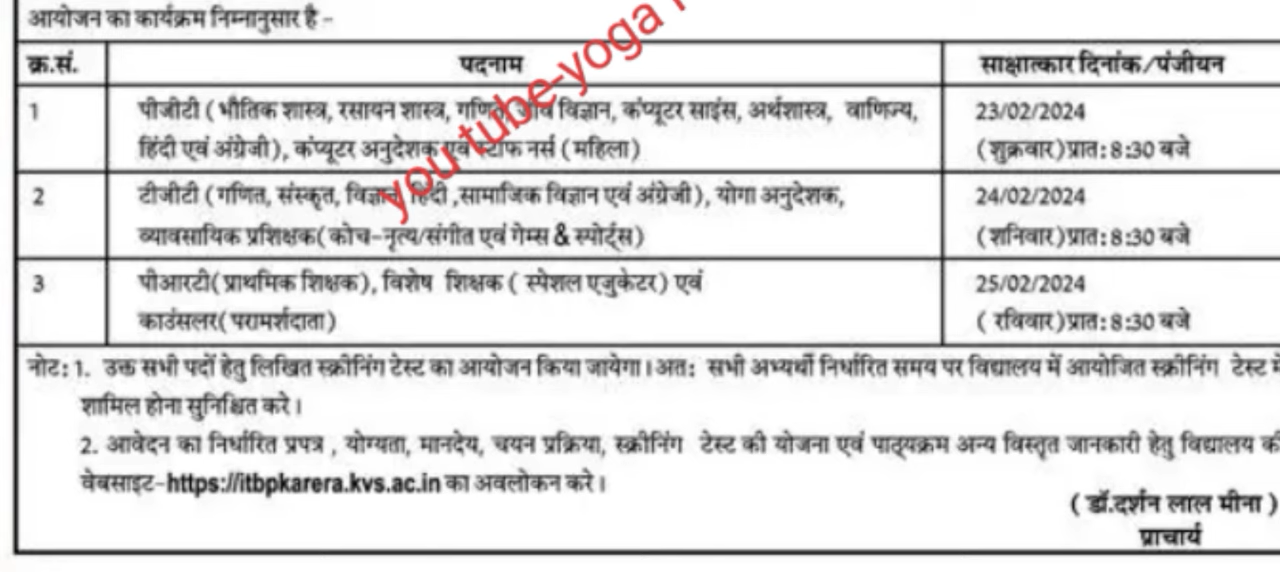 आयोजन का कार्यक्रम निम्नानुसार है -
क्र.सं. पदनाम साक्षात्कार दिनांक/पंजीयन
1 पीजीटी ( भौतिक शास्त्र, रसायन शास्त्र, गणित, जीव विज्ञान, कंप्यूटर साइंस, अर्थशास्त्र, वाणिज्य, 23/02/2024
हिंदी एवं अंग्रेजी), कंप्यूटर अनुदेशक एवं स्टॉफ नर्स (महिला) (शुक्रवार)प्रात:8:30 बजे
2 टीजीटी (गणित, संस्कृत, विज्ञान, हिंदी ,सामाजिक विज्ञान एवं अंग्रेजी), योगा अनुदेशक, 24/02/2024
व्यावसायिक प्रशिक्षक(कोच-नृत्य/संगीत एवं गेम्स & स्पोर्ट्स) (शनिवार)प्रात:8:30 बजे
3 पीआरटी(प्राथमिक शिक्षक), विशेष शिक्षक ( स्पेशल एजुकेटर) एवं 25/02/2024
काउंसलर(परामर्शदाता) ( रविवार)प्रात:8:30 बजे
नोट: 1. उक्त सभी पदों हेतु लिखित स्क्रीनिंग टेस्ट का आयोजन किया जायेगा। अत: सभी अभ्यर्थी निर्धारित समय पर विद्यालय में आयोजित स्क्रीनिंग टेस्ट में
शामिल होना सुनिश्चित करे।
2. आवेदन का निर्धारित प्रपत्र , योग्यता, मानदेय, चयन प्रक्रिया, स्क्रीनिंग टेस्ट की योजना एवं पाठ्यक्रम अन्य विस्तृत जानकारी हेतु विद्यालय की
वेबसाइट-https://itbpkarera.kvs.ac.in का अवलोकन करे।
( डॉ.दर्शन लाल मीना )
प्राचार्य
you tube-yoga